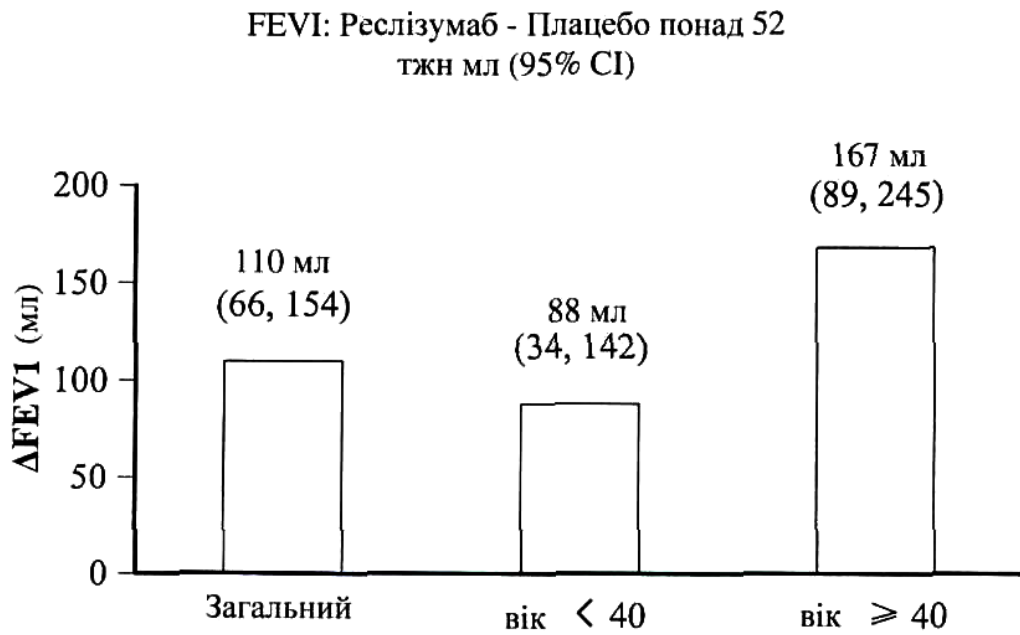 FEVI: Реслізумаб - Плацебо понад 52
тжн мл (95% CI)
167 мл
(89, 245)
110 мл
(66, 154)
88 мл
(34, 142)
ΔFEV1 (мл)
200
150
100
50
0
Загальний
вік < 40
вік ⩾ 40